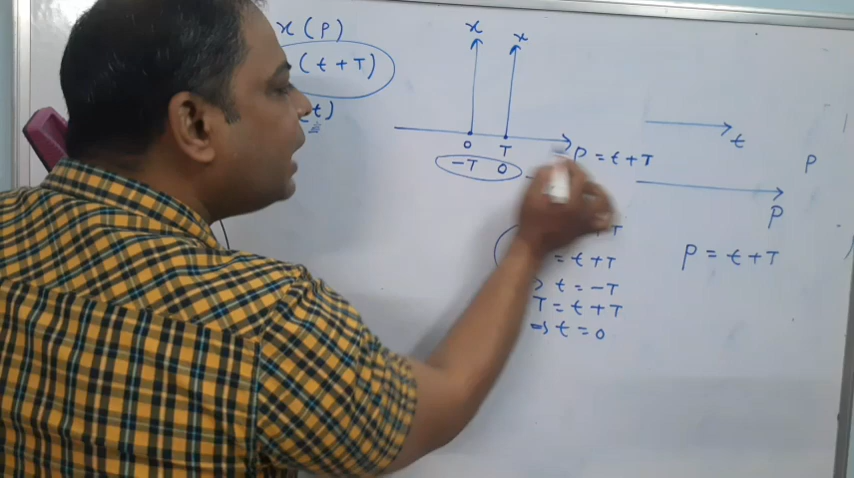 x (P)
(t + T)
t)
x x
0 T
P = t + T
-T 0
t
P
P
+ T
= t + T
P = t + T
t = -T
T = t + T
⇒ t = 0